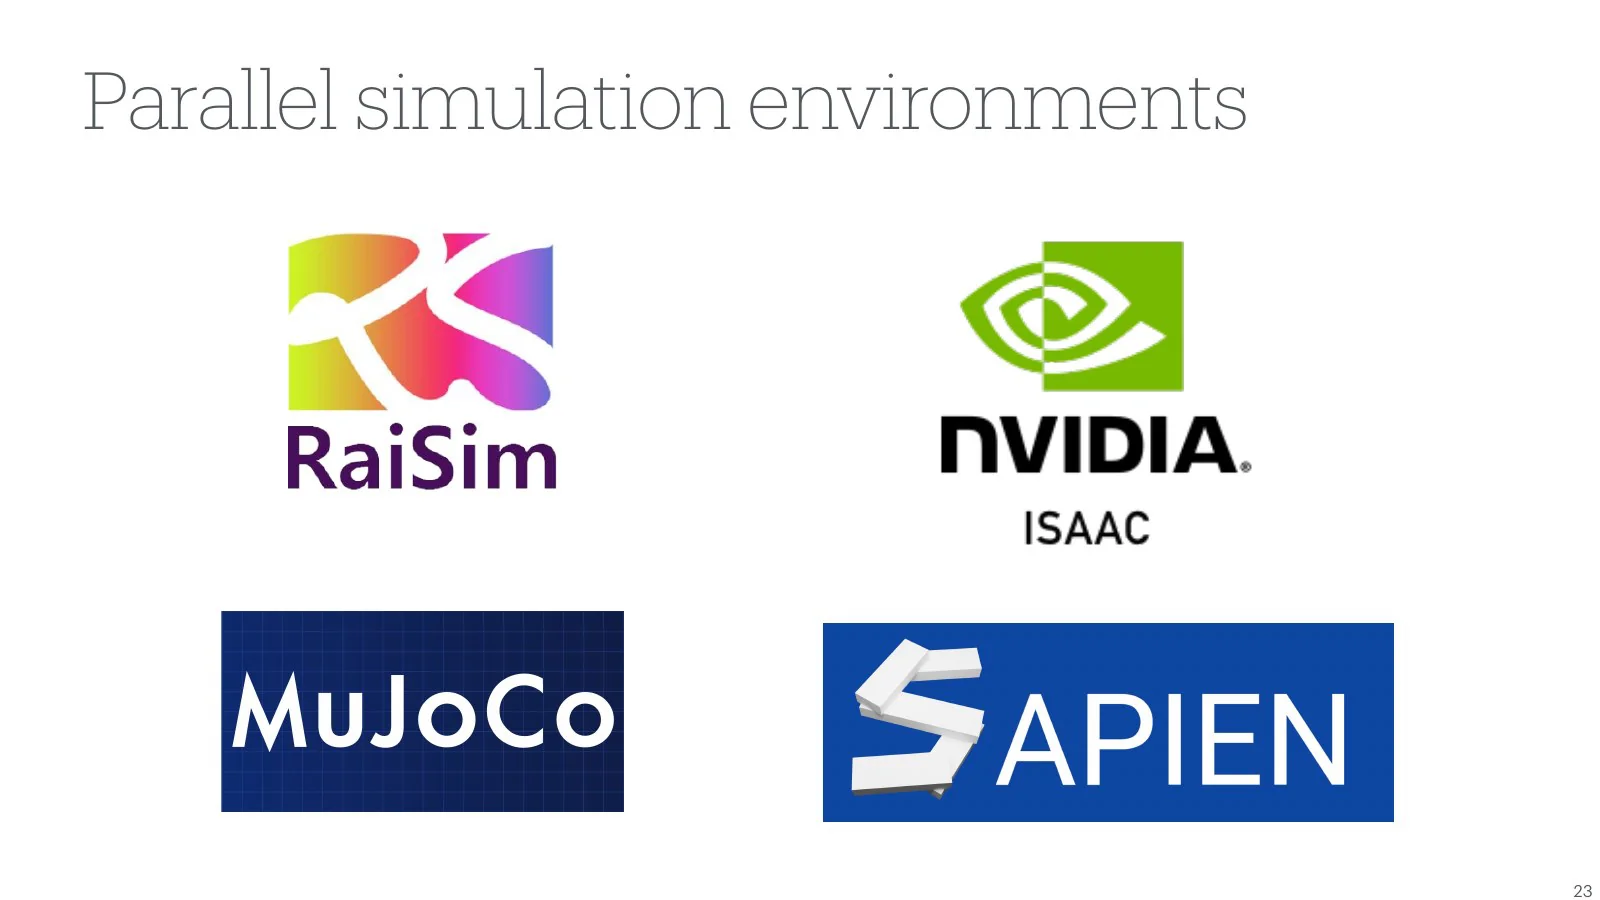 Parallel simulation environments
RaiSim
NVIDIA®
ISAAC
MuJoCo
SAPIEN
23